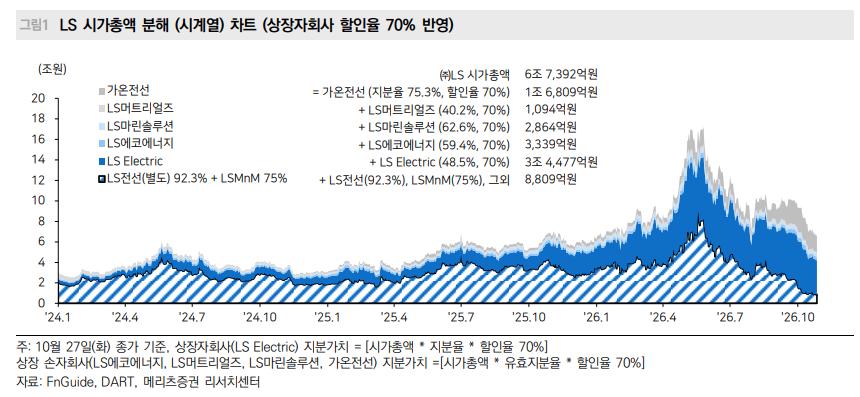 그림1 LS 시가총액 분해 (시계열) 차트 (상장자회사 할인율 70% 반영)
(조원)
㈜LS 시가총액 6조 7,392억원
= 가온전선 (지분율 75.3%, 할인율 70%) 1조 6,809억원
+ LS머트리얼즈 (40.2%, 70%) 1,094억원
+ LS마린솔루션 (62.6%, 70%) 2,864억원
+ LS에코에너지 (59.4%, 70%) 3,339억원
+ LS Electric (48.5%, 70%) 3조 4,477억원
+ LS전선(92.3%), LSMnM(75%), 그외 8,809억원
가온전선
LS머트리얼즈
LS마린솔루션
LS에코에너지
LS Electric
LS전선(별도) 92.3% + LSMnM 75%
20
18
16
14
12
10
8
6
4
2
0
'24.1 '24.4 '24.7 '24.10 '25.1 '25.4 '25.7 '25.10 '26.1 '26.4 '26.7 '26.10
주: 10월 27일(화) 종가 기준, 상장자회사(LS Electric) 지분가치 = [시가총액 * 지분율 * 할인율 70%]
상장 손자회사(LS에코에너지, LS머트리얼즈, LS마린솔루션, 가온전선) 지분가치 =[시가총액 * 유효지분율 * 할인율 70%]
자료: FnGuide, DART, 메리츠증권 리서치센터